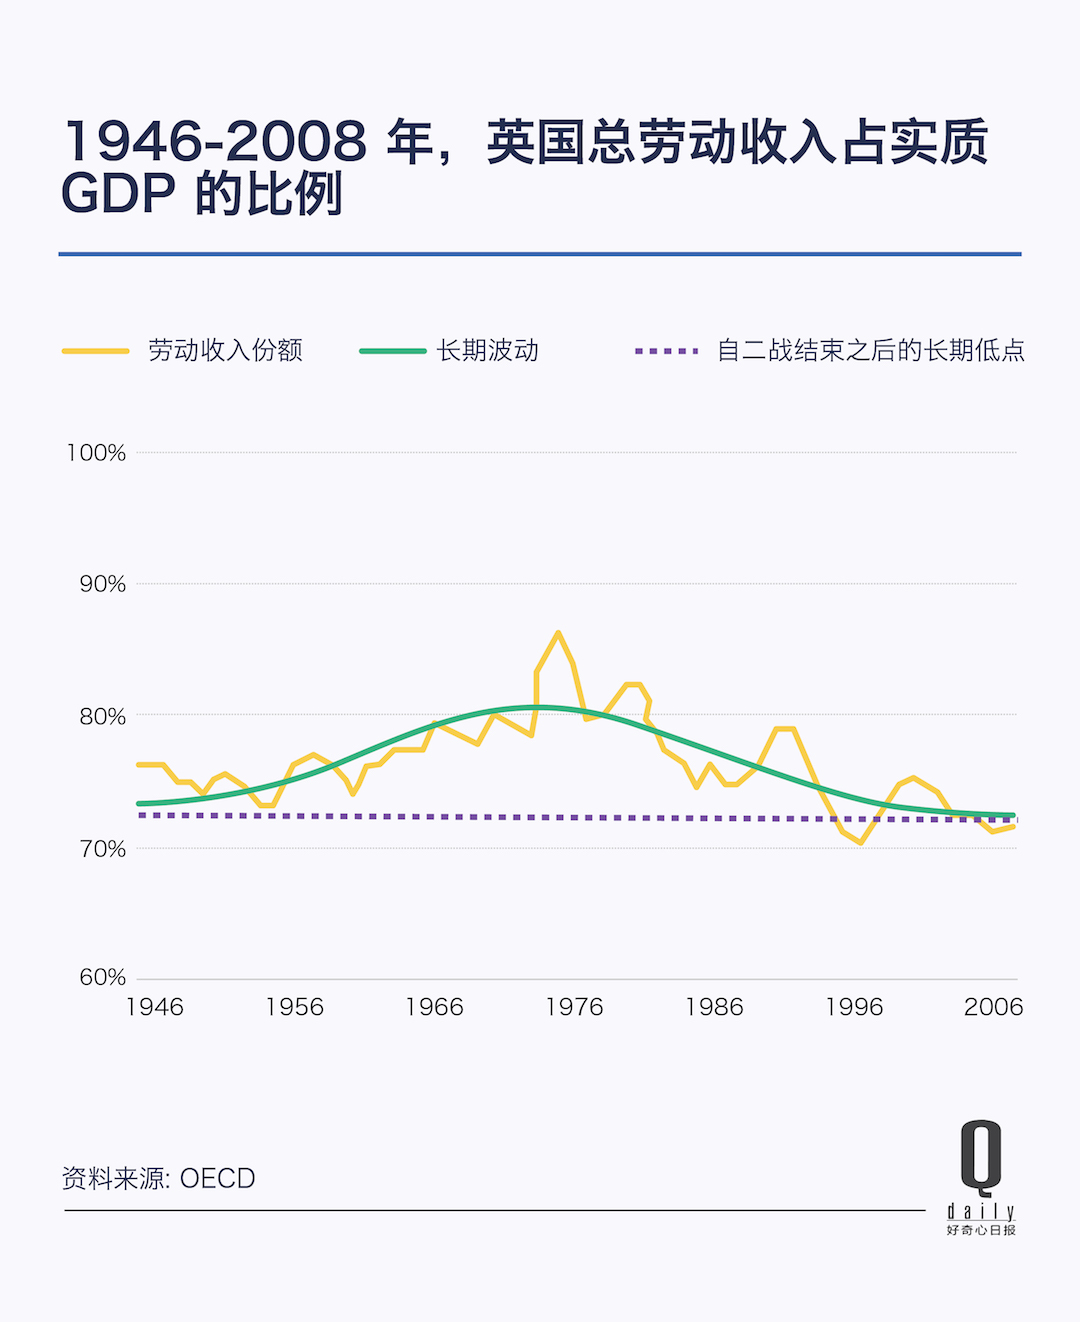 1946-2008 年，英国总劳动收入占实质
GDP 的比例
劳动收入份额 长期波动 自二战结束之后的长期低点
100%
90%
80%
70%
60%
1946 1956 1966 1976 1986 1996 2006
资料来源: OECD
Q
daily
好奇心日报